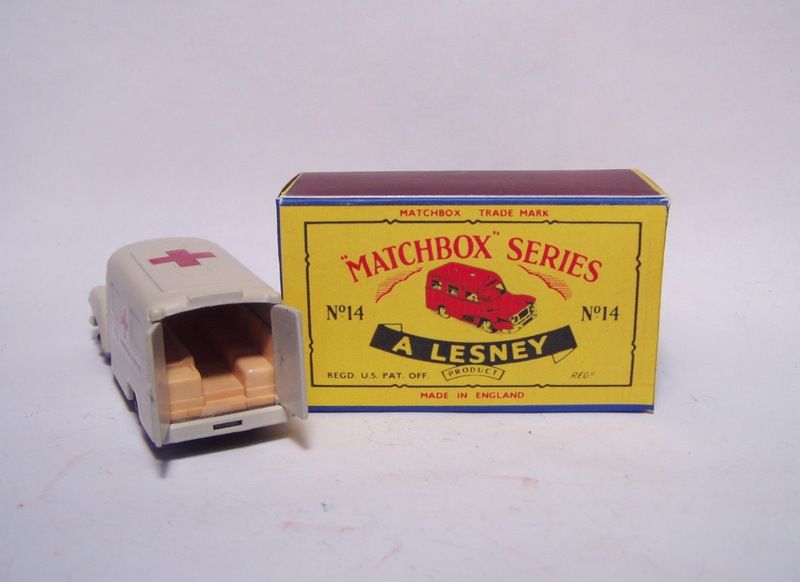 MATCHBOX TRADE MARK
"MATCHBOX" SERIES
Nº14
Nº14
A LESNEY
PRODUCT
REGD. U.S. PAT. OFF.
REGD
MADE IN ENGLAND